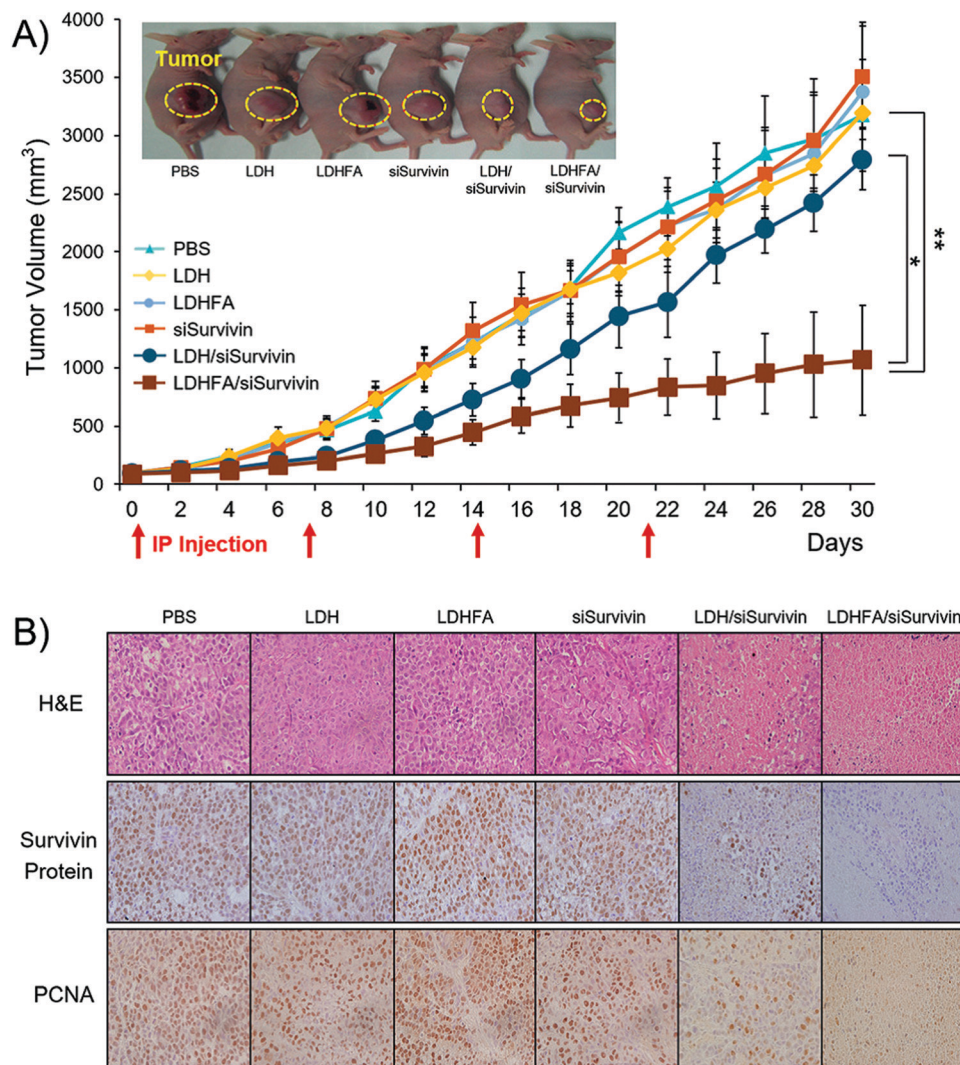 A)
Tumor
PBS
LDH
LDHFA
siSurvivin
LDH/
siSurvivin
LDHFA/
siSurvivin
Tumor Volume (mm³)
4000
3500
3000
2500
2000
1500
1000
500
0
PBS
LDH
LDHFA
siSurvivin
LDH/siSurvivin
LDHFA/siSurvivin
*
**
0 2 4 6 8 10 12 14 16 18 20 22 24 26 28 30
IP Injection
Days
B)
PBS LDH LDHFA siSurvivin LDH/siSurvivin LDHFA/siSurvivin
H&E
Survivin
Protein
PCNA